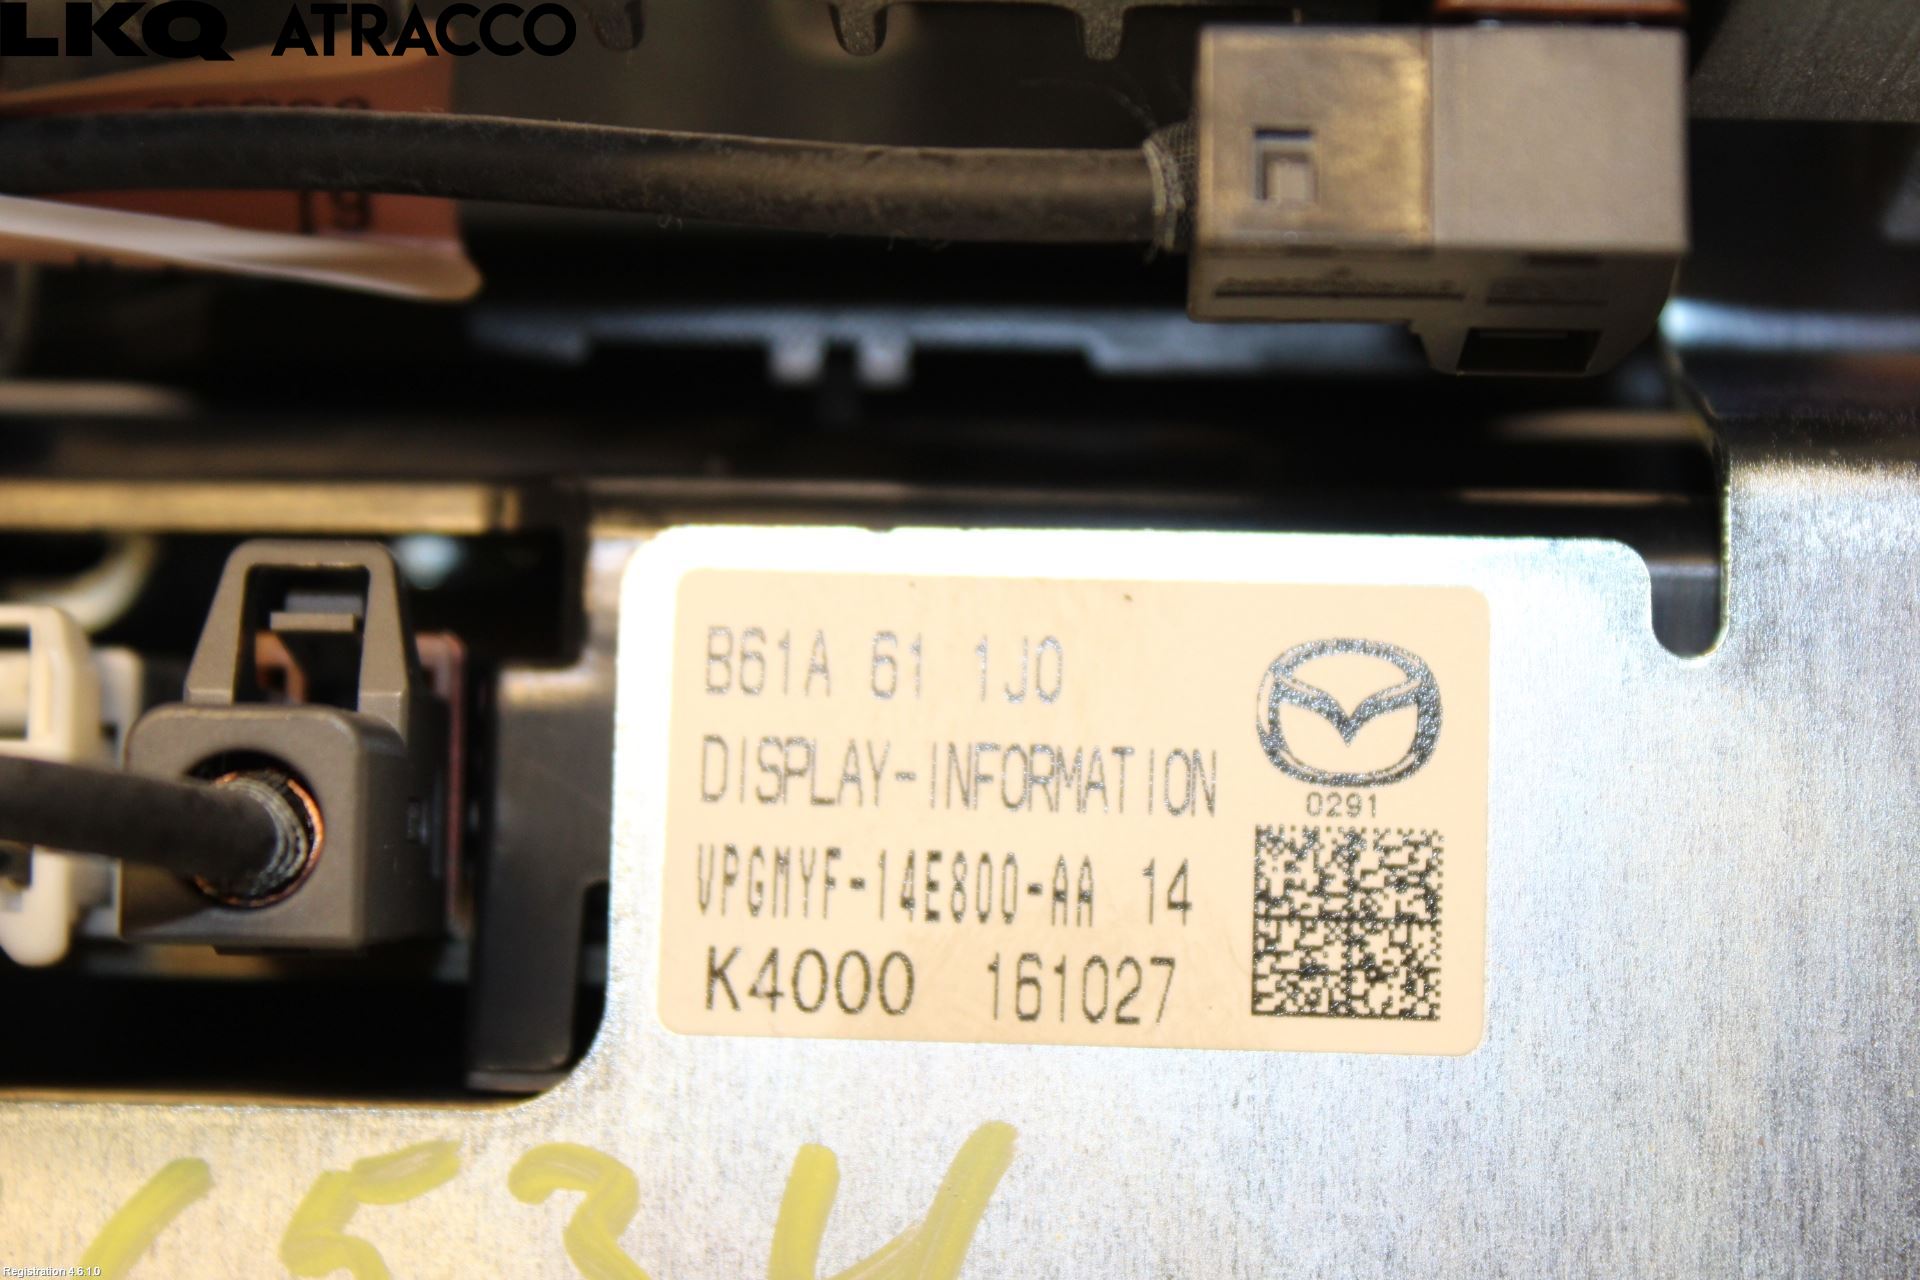 LKQ ATRACCO
B61A 61 1J0
DISPLAY-INFORMATION
VPGMYF-14E800-AA 14
K4000 161027
0291
Registration 4.6.1.0